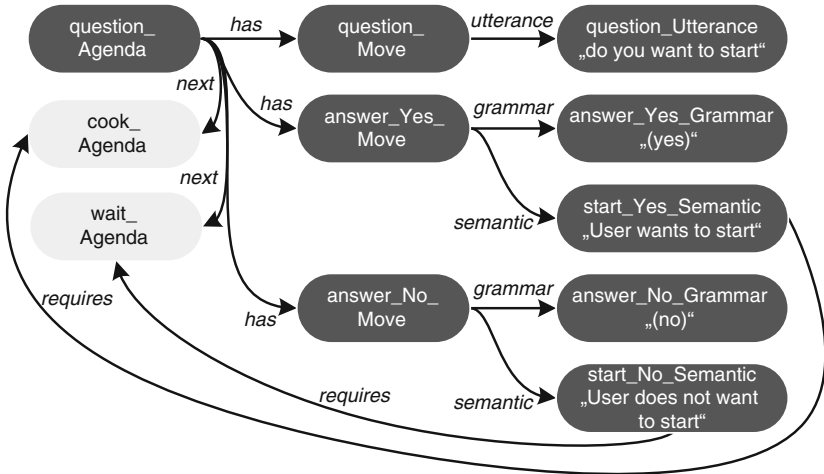 question_
Agenda
has
question_
Move
utterance
question_Utterance
„do you want to start“
next
cook_
Agenda
has
answer_Yes_
Move
grammar
answer_Yes_Grammar
„(yes)“
next
wait_
Agenda
semantic
start_Yes_Semantic
„User wants to start“
requires
has
answer_No_
Move
grammar
answer_No_Grammar
„(no)“
requires
semantic
start_No_Semantic
„User does not want
to start“